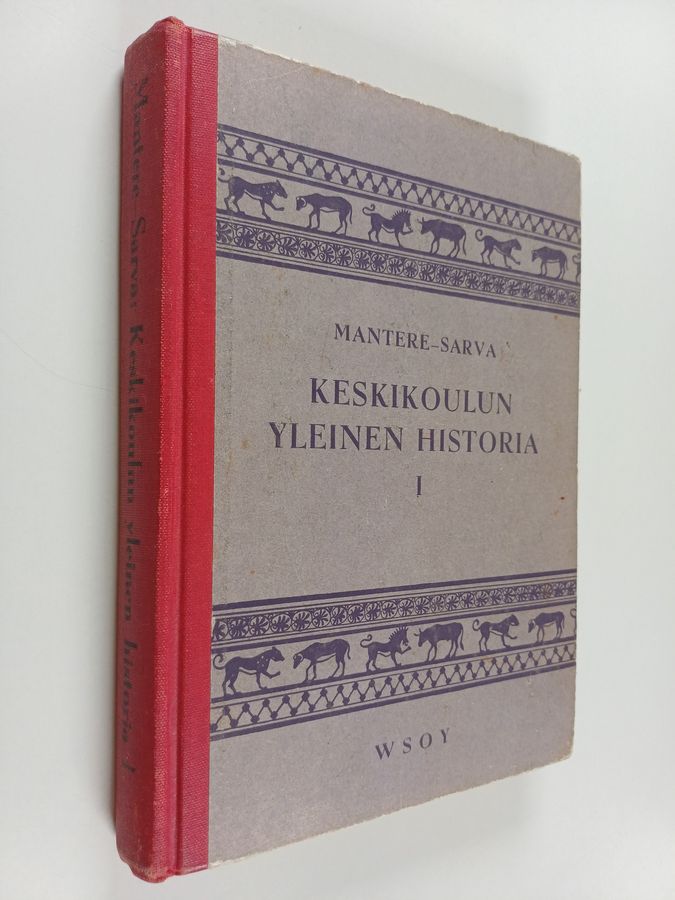 Mantere–Sarva: Keskikoulun yleinen historia I
MANTERE–SARVA
KESKIKOULUN
YLEINEN HISTORIA
I
WSOY